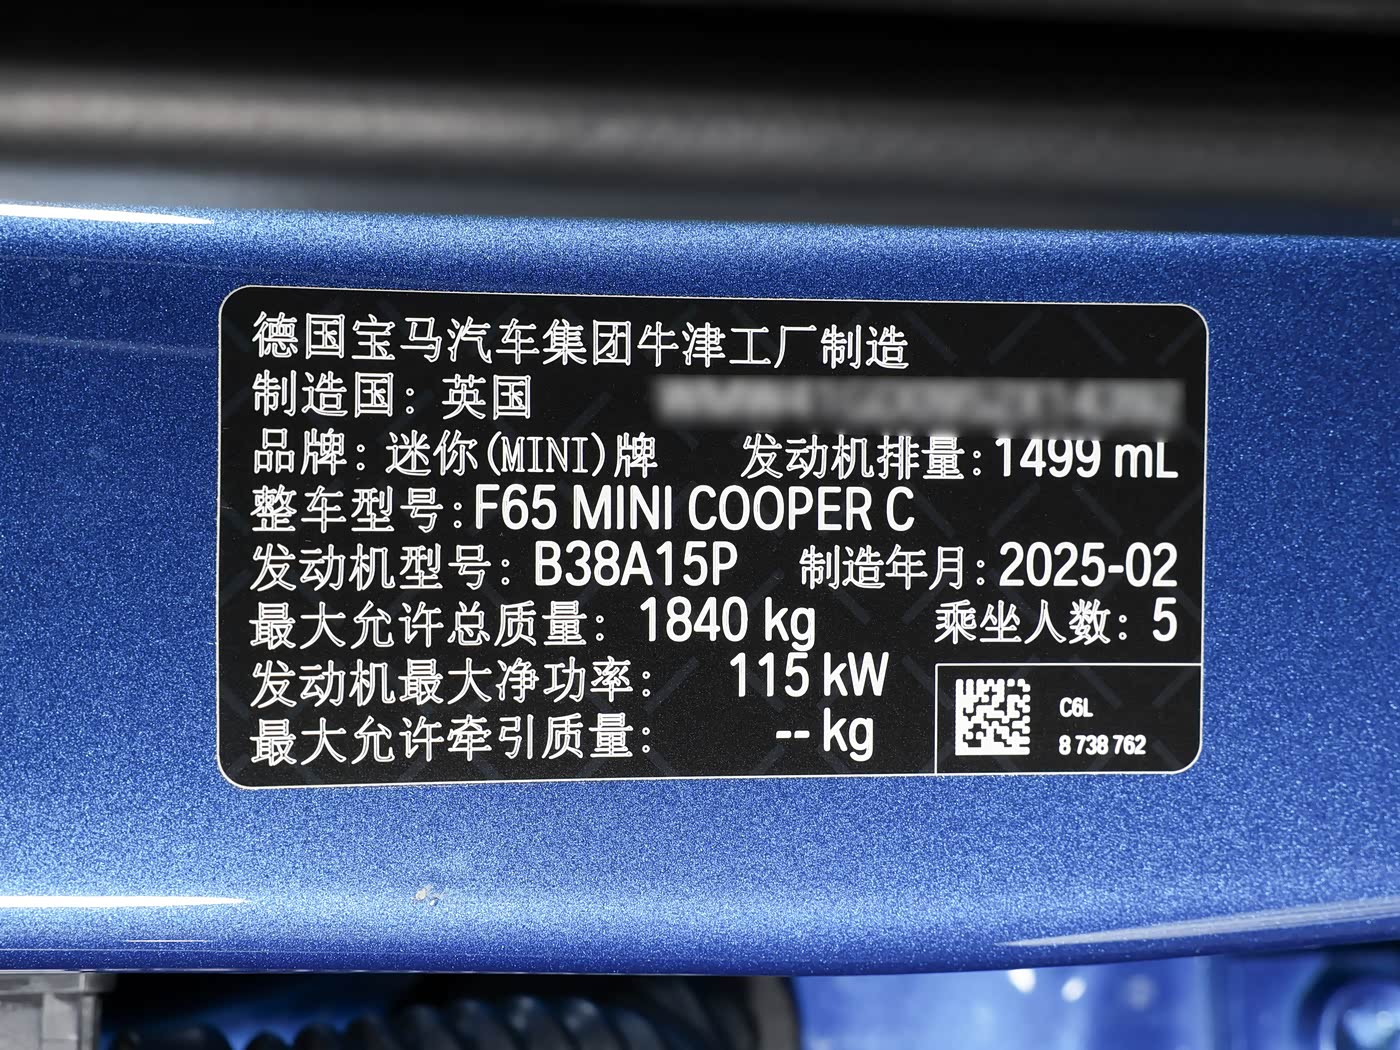 德国宝马汽车集团牛津工厂制造
制造国：英国
品牌：迷你(MINI)牌 发动机排量：1499 mL
整车型号：F65 MINI COOPER C
发动机型号：B38A15P 制造年月：2025-02
最大允许总质量：1840 kg 乘坐人数：5
发动机最大净功率：115 kW
最大允许牵引质量：-- kg
C6L
8 738 762